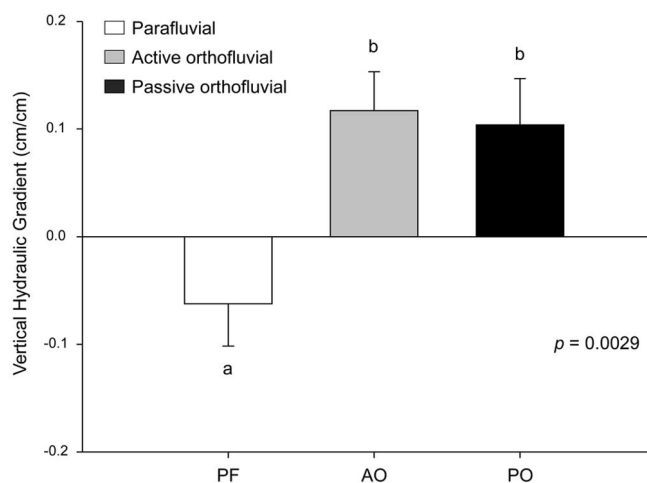 0.2
Parafluvial
Active orthofluvial
Passive orthofluvial
b
b
0.1
Vertical Hydraulic Gradient (cm/cm)
0.0
-0.1
p = 0.0029
a
-0.2
PF
AO
PO